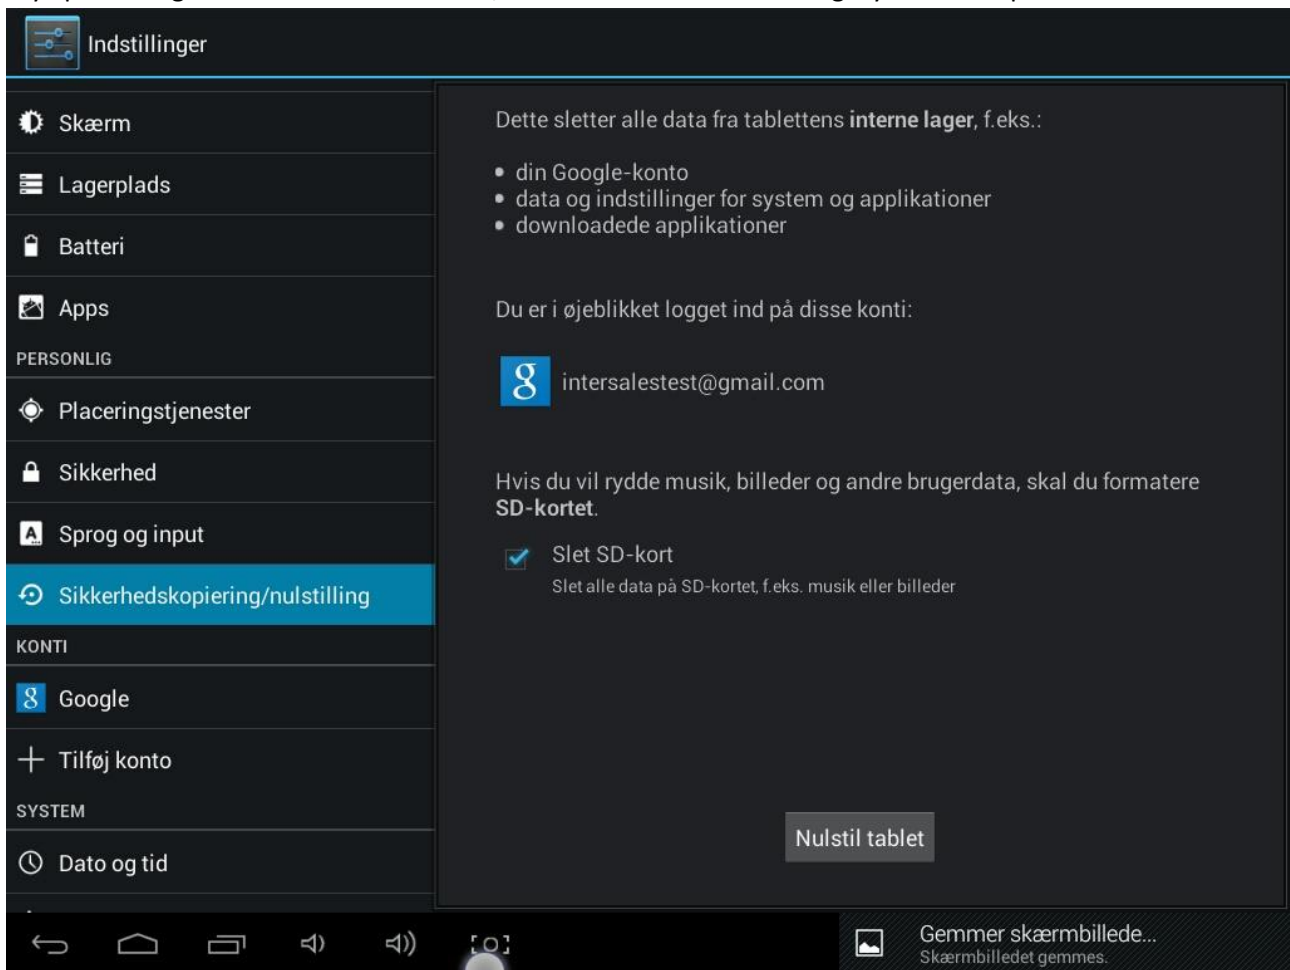 Indstillinger
Skærm
Lagerplads
Batteri
Apps
PERSONLIG
Placeringstjenester
Sikkerhed
Sprog og input
Sikkerhedskopiering/nulstilling
KONTI
Google
Tilføj konto
SYSTEM
Dato og tid
Dette sletter alle data fra tablettens interne lager, f.eks.:
• din Google-konto
• data og indstillinger for system og applikationer
• downloadede applikationer
Du er i øjeblikket logget ind på disse konti:
intersalestest@gmail.com
Hvis du vil rydde musik, billeder og andre brugerdata, skal du formatere
SD-kortet.
Slet SD-kort
Slet alle data på SD-kortet, f.eks. musik eller billeder
Nulstil tablet
Gemmer skærmbillede...
Skærmbilledet gemmes.